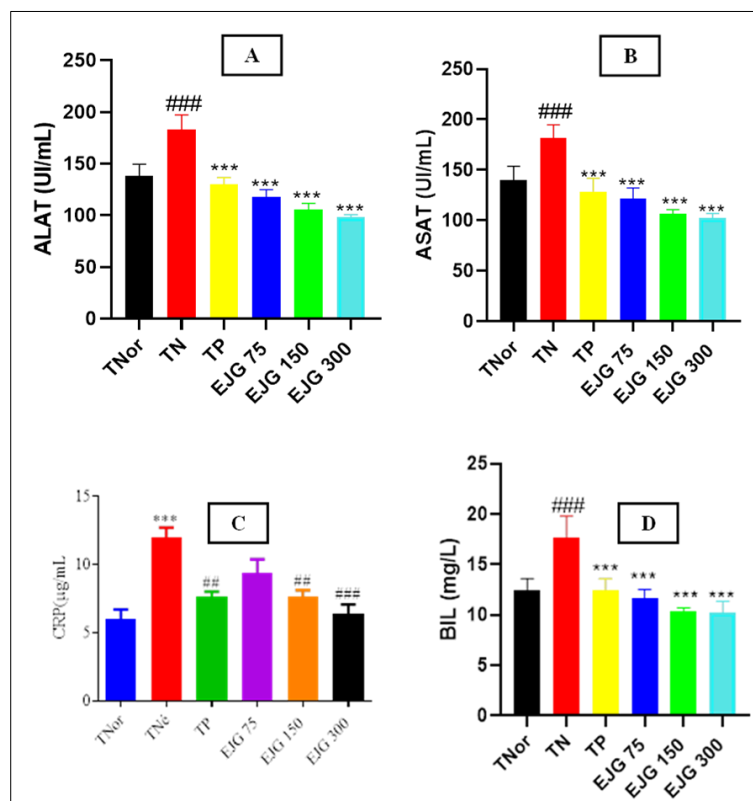 A
ALAT (UI/mL)
250
200
150
100
50
0
###
***
***
***
***
TNor
TN
TP
EJG 75
EJG 150
EJG 300
B
ASAT (UI/mL)
250
200
150
100
50
0
###
***
***
***
***
TNor
TN
TP
EJG 75
EJG 150
EJG 300
C
CRP(µg/mL
15
10
5
0
***
##
##
###
TNor
TNé
TP
EJG 75
EJG 150
EJG 300
D
BIL (mg/L)
25
20
15
10
5
0
###
***
***
***
***
TNor
TN
TP
EJG 75
EJG 150
EJG 300